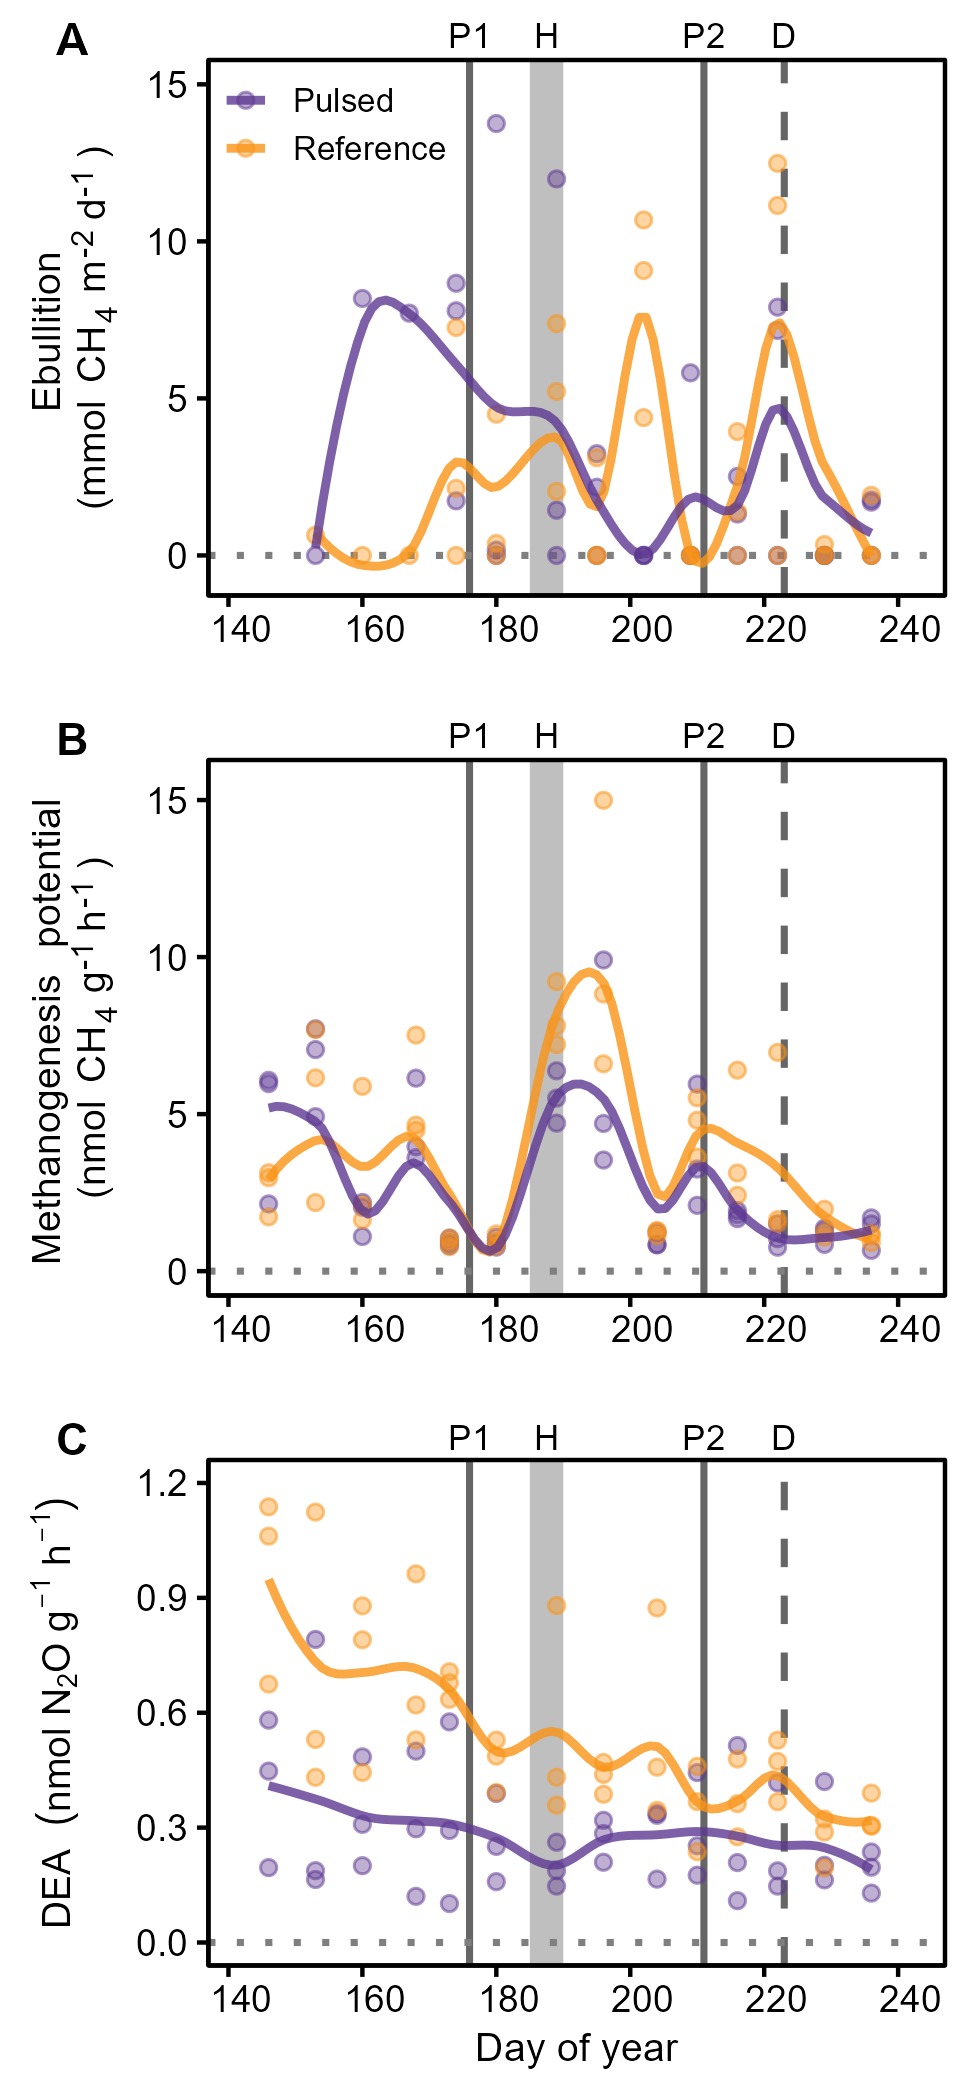 A
P1 H P2 D
15
10
5
0
Pulsed
Reference
Ebullition
(mmol CH4 m-2 d-1 )
140 160 180 200 220 240
B
P1 H P2 D
15
10
5
0
Methanogenesis potential
(nmol CH4 g-1 h-1 )
140 160 180 200 220 240
C
P1 H P2 D
1.2
0.9
0.6
0.3
0.0
DEA (nmol N2O g−1 h−1)
140 160 180 200 220 240
Day of year